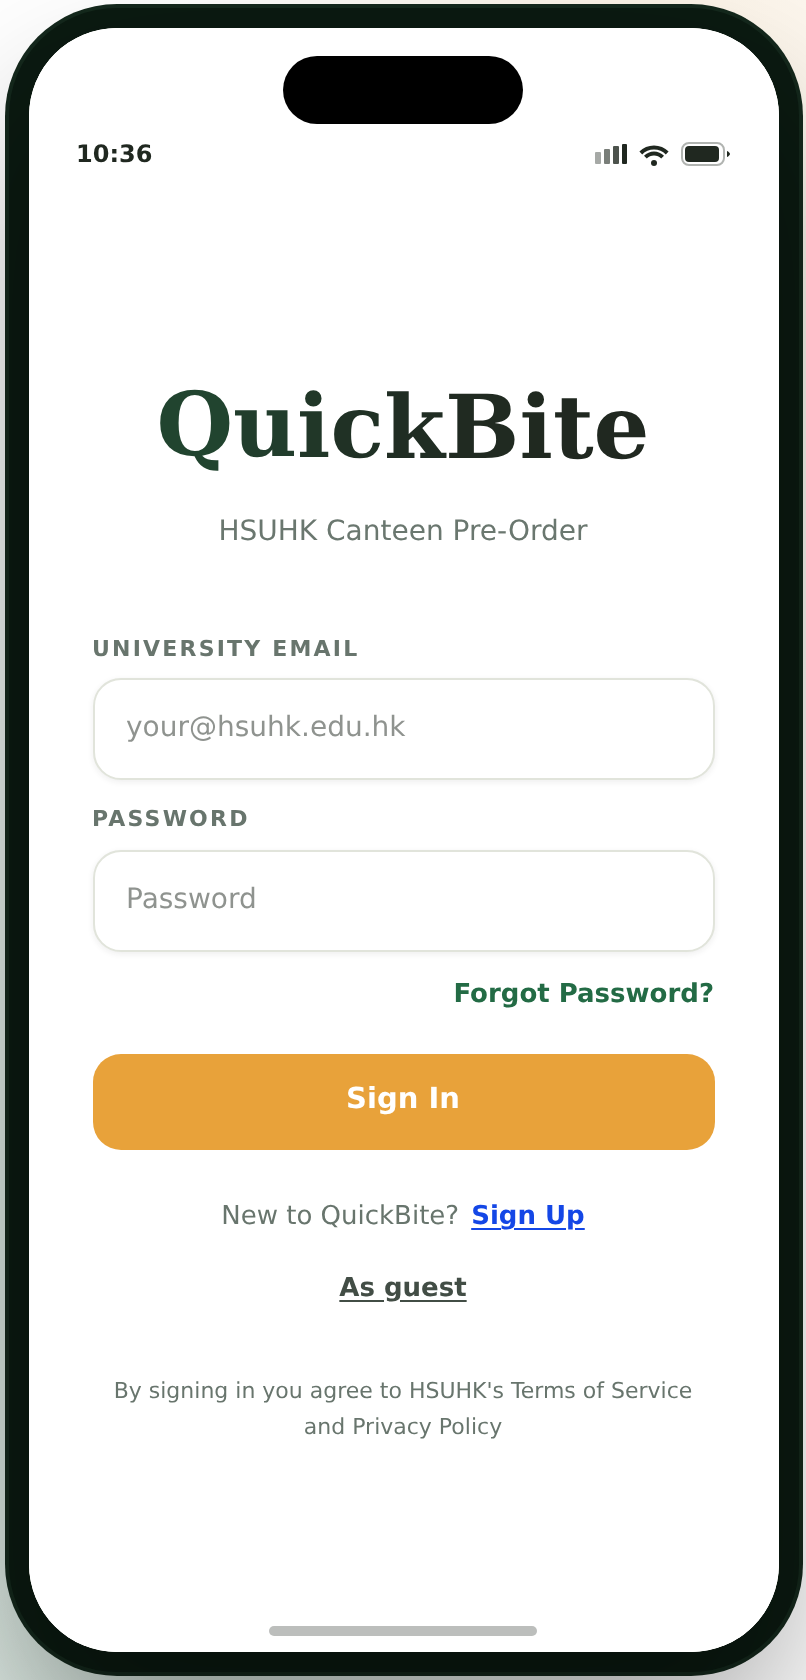 10:36
QuickBite
HSUHK Canteen Pre-Order
UNIVERSITY EMAIL
your@hsuhk.edu.hk
PASSWORD
Password
Forgot Password?
Sign In
New to QuickBite? Sign Up
As guest
By signing in you agree to HSUHK's Terms of Service
and Privacy Policy